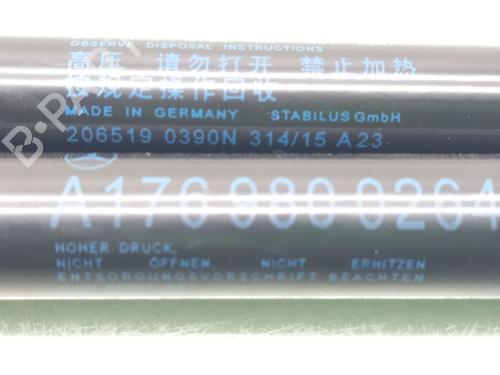 OBSERVE DISPOSAL INSTRUCTIONS
高压 请勿打开 禁止加热
按规定操作回收
MADE IN GERMANY STABILUS GmbH
206519 0390N 314/15 A23
A 176 980 0264
HOHER DRUCK,
NICHT ÖFFNEN, NICHT ERHITZEN
ENTSORGUNGSVORSCHRIFT BEACHTEN
B-PARTS